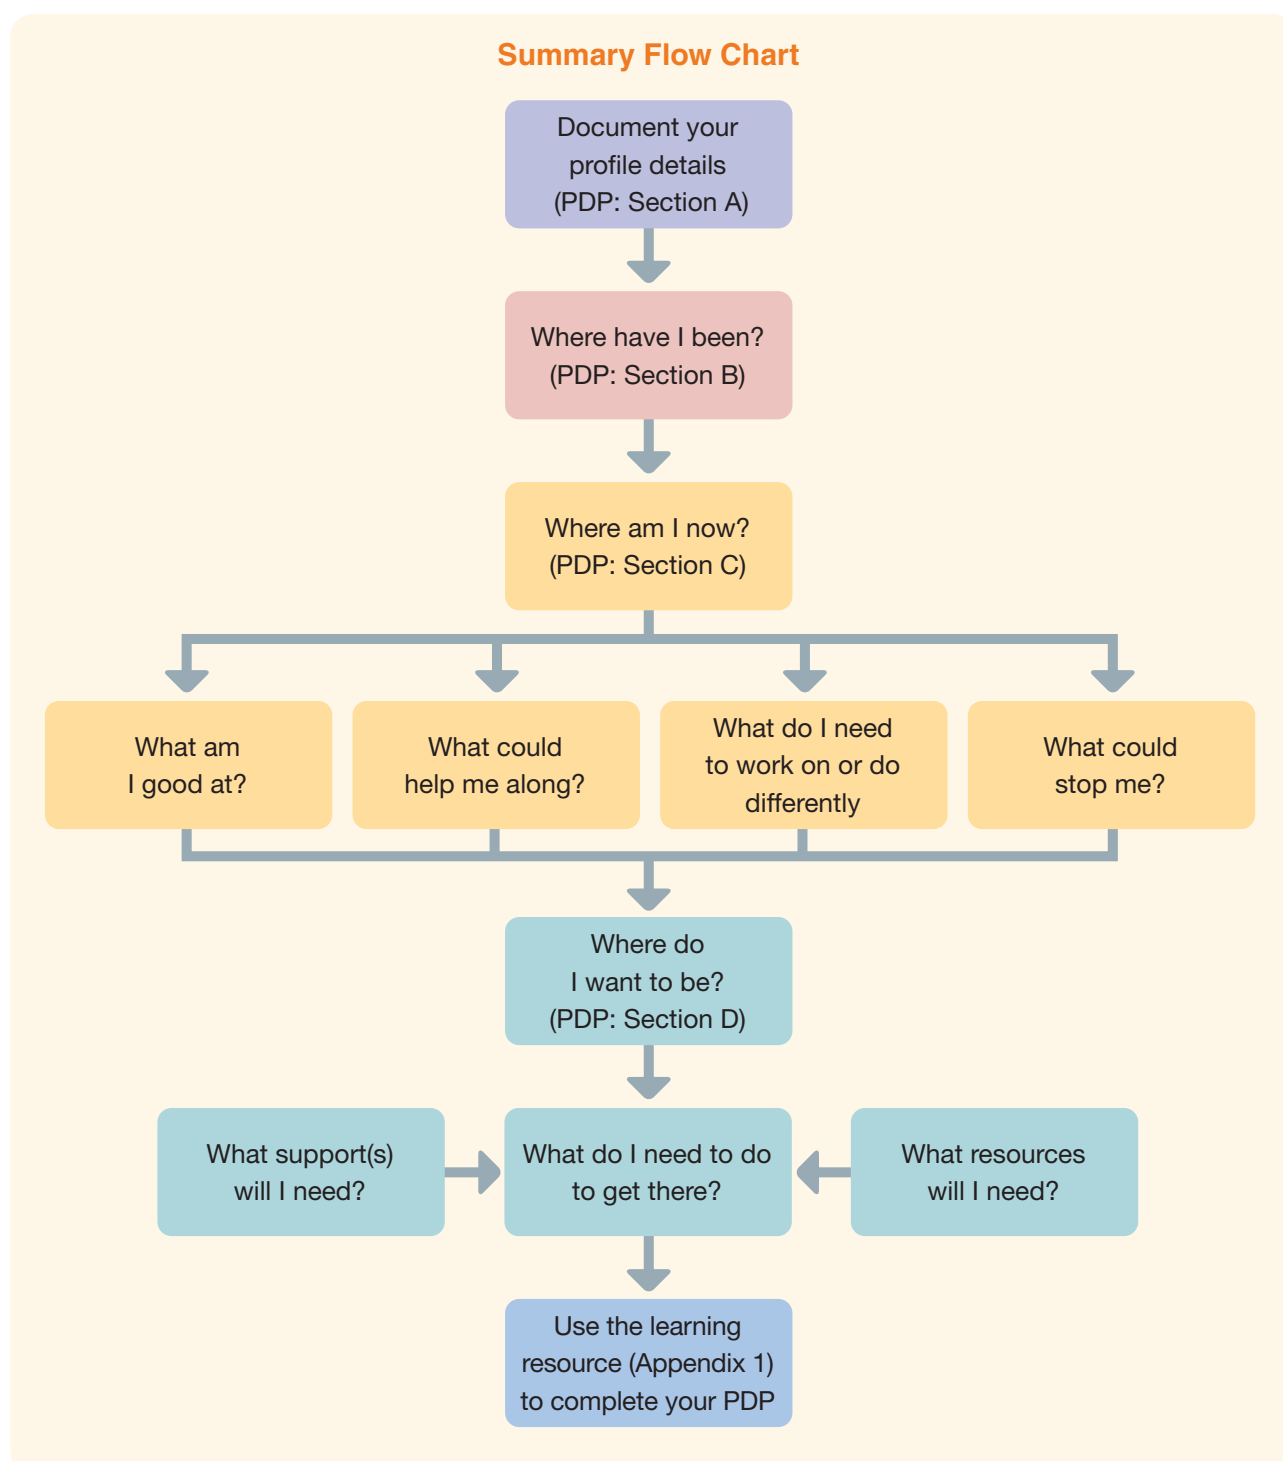 Summary Flow Chart
Document your
profile details
(PDP: Section A)
Where have I been?
(PDP: Section B)
Where am I now?
(PDP: Section C)
What am
I good at?
What could
help me along?
What do I need
to work on or do
differently
What could
stop me?
Where do
I want to be?
(PDP: Section D)
What support(s)
will I need?
What do I need to do
to get there?
What resources
will I need?
Use the learning
resource (Appendix 1)
to complete your PDP